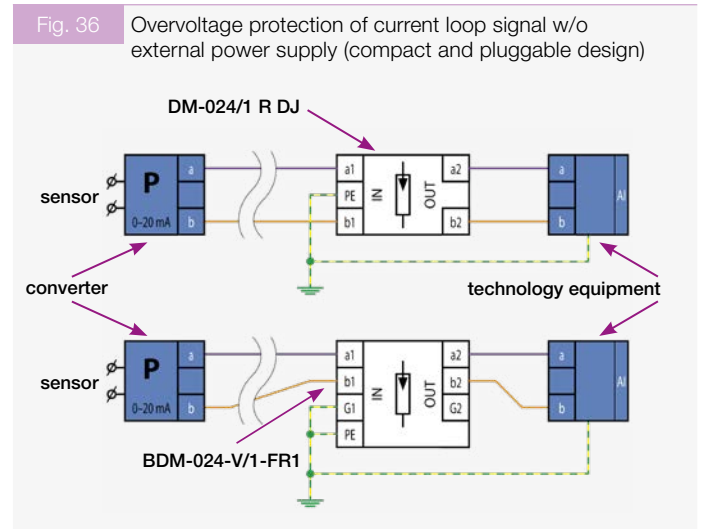 Fig. 36
Overvoltage protection of current loop signal w/o
external power supply (compact and pluggable design)
DM-024/1 R DJ
sensor
P
0–20 mA
a
b
a1
PE
b1
IN
OUT
a2
b2
a
b
AI
converter
technology equipment
sensor
P
0–20 mA
a
b
a1
b1
G1
PE
IN
OUT
a2
b2
G2
a
b
AI
BDM-024-V/1-FR1